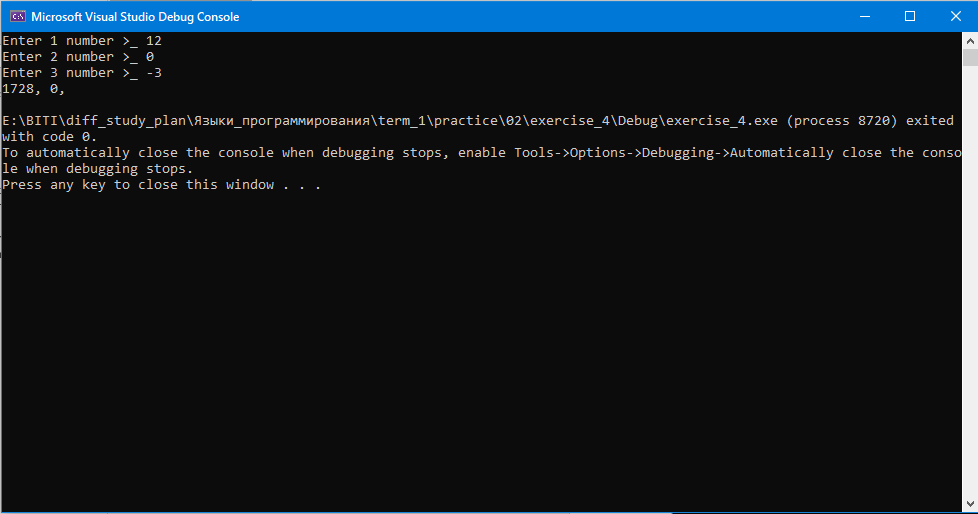 Microsoft Visual Studio Debug Console
Enter 1 number >_ 12
Enter 2 number >_ 0
Enter 3 number >_ -3
1728, 0,
E:\BITI\diff_study_plan\Языки_программирования\term_1\practice\02\exercise_4\Debug\exercise_4.exe (process 8720) exited
with code 0.
To automatically close the console when debugging stops, enable Tools->Options->Debugging->Automatically close the conso
le when debugging stops.
Press any key to close this window . . .